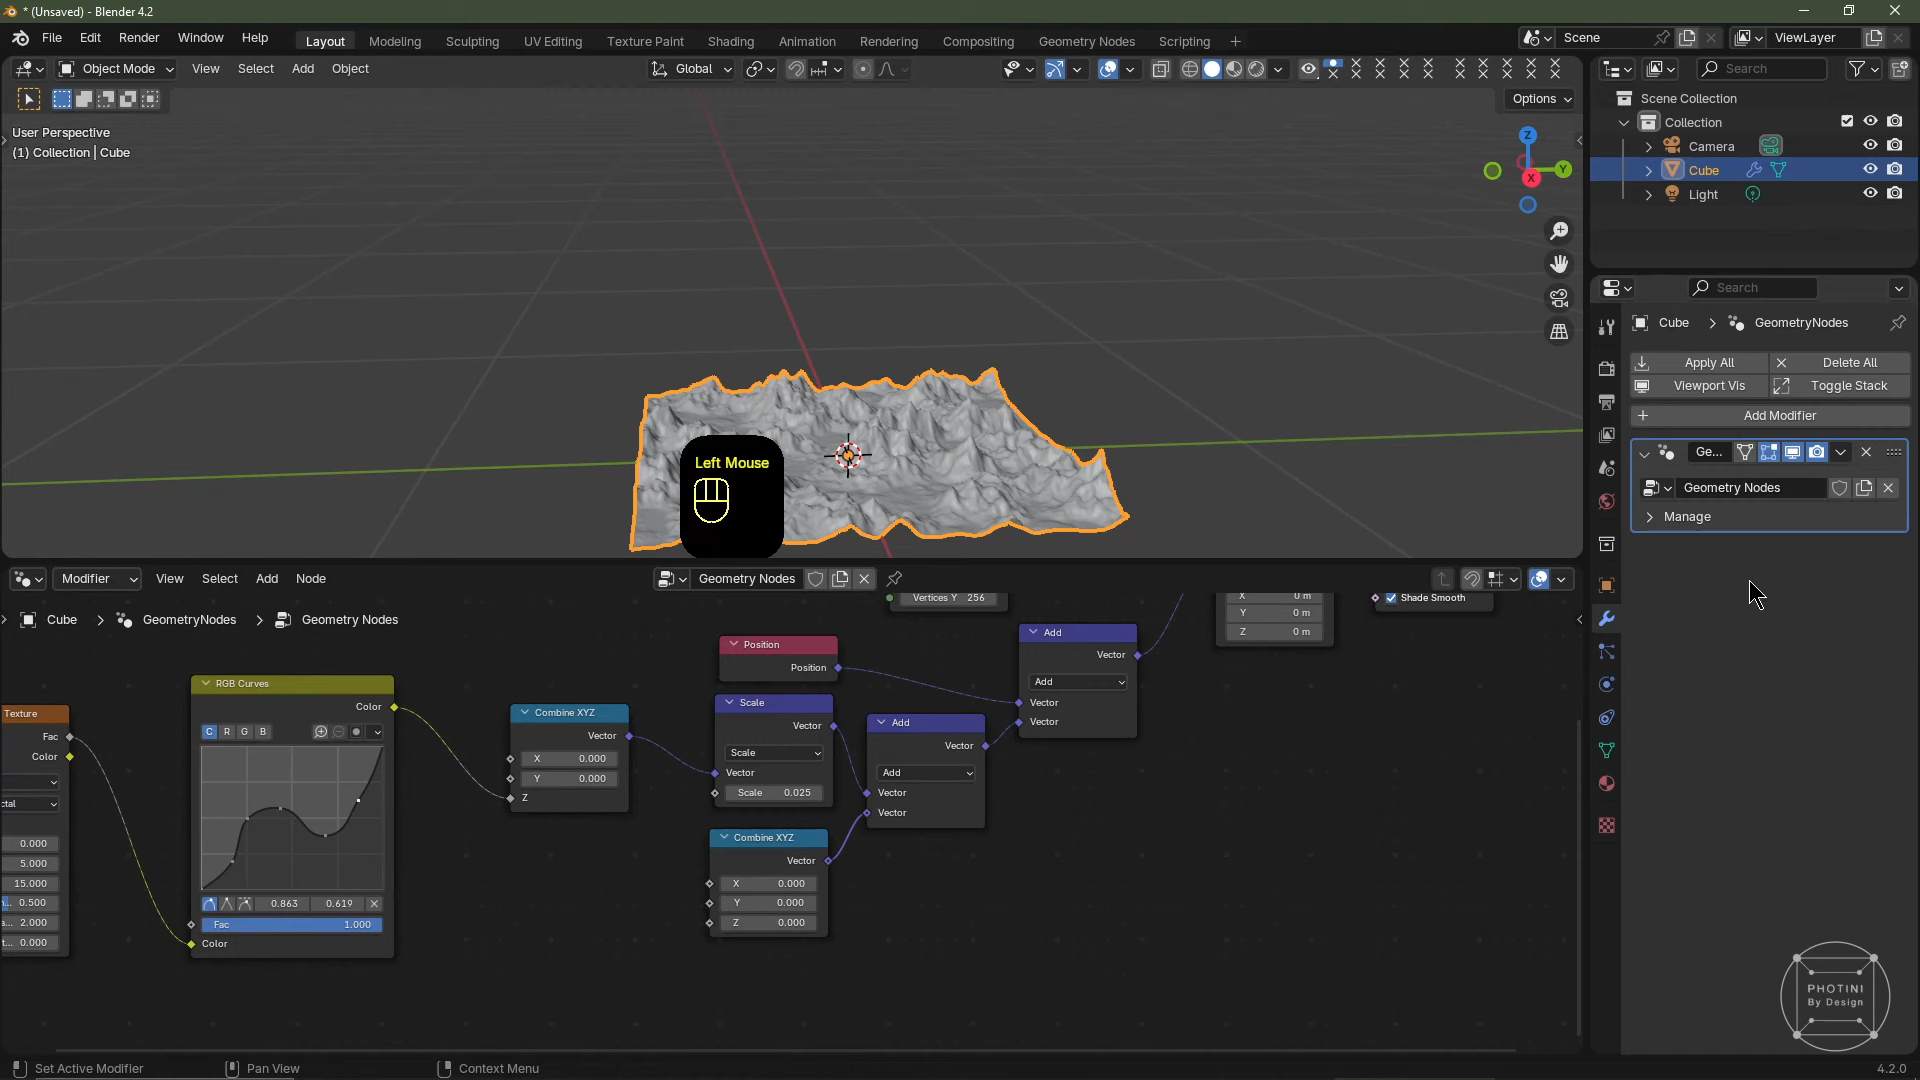 * (Unsaved) - Blender 4.2
File Edit Render Window Help
Layout Modeling Sculpting UV Editing Texture Paint Shading Animation Rendering Compositing Geometry Nodes Scripting +
Scene
ViewLayer
Object Mode View Select Add Object
Global
Search
Options
User Perspective
(1) Collection | Cube
Z
Y
X
Scene Collection
Collection
Camera
Cube
Light
Search
Cube > GeometryNodes
Apply All Delete All
Viewport Vis Toggle Stack
Add Modifier
Ge...
Geometry Nodes
Manage
Left Mouse
Modifier View Select Add Node
Geometry Nodes
Cube > GeometryNodes > Geometry Nodes
Vertices Y 256
X 0 m
Y 0 m
Z 0 m
Shade Smooth
Texture
Fac
Color
0.000
5.000
15.000
0.500
2.000
0.000
RGB Curves
Color
C R G B
0.863 0.619
Fac 1.000
Color
Combine XYZ
Vector
X 0.000
Y 0.000
Z
Position
Position
Scale
Vector
Scale
Vector
Scale 0.025
Combine XYZ
Vector
X 0.000
Y 0.000
Z 0.000
Add
Vector
Add
Vector
Vector
Add
Vector
Add
Vector
Vector
PHOTINI
By Design
Set Active Modifier Pan View Context Menu
4.2.0